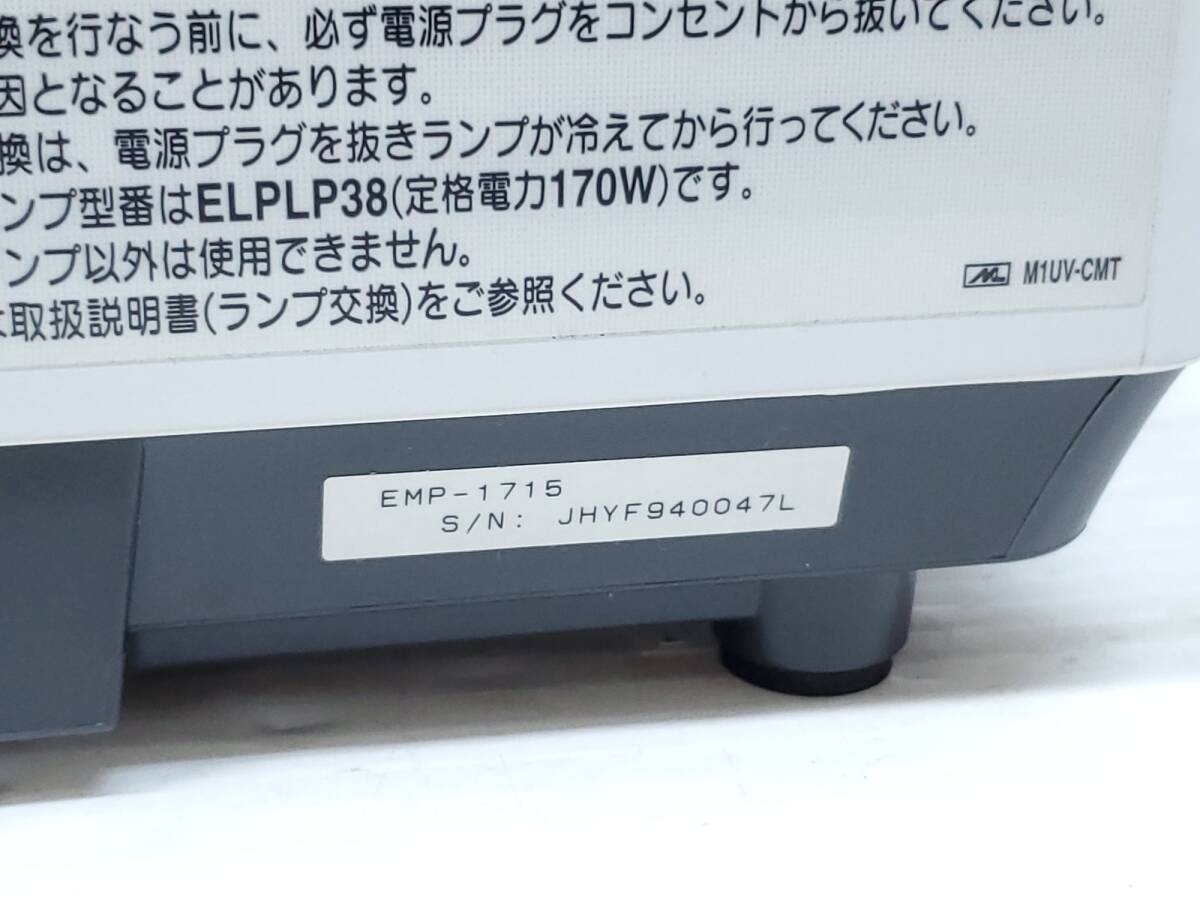 換を行なう前に、必ず電源プラグをコンセントから抜いてください。
因となることがあります。
換は、電源プラグを抜きランプが冷えてから行ってください。
ンプ型番はELPLP38(定格電力170W)です。
ランプ以外は使用できません。
は取扱説明書(ランプ交換)をご参照ください。
M1UV-CMT
EMP-1715
S/N: JHYF940047L